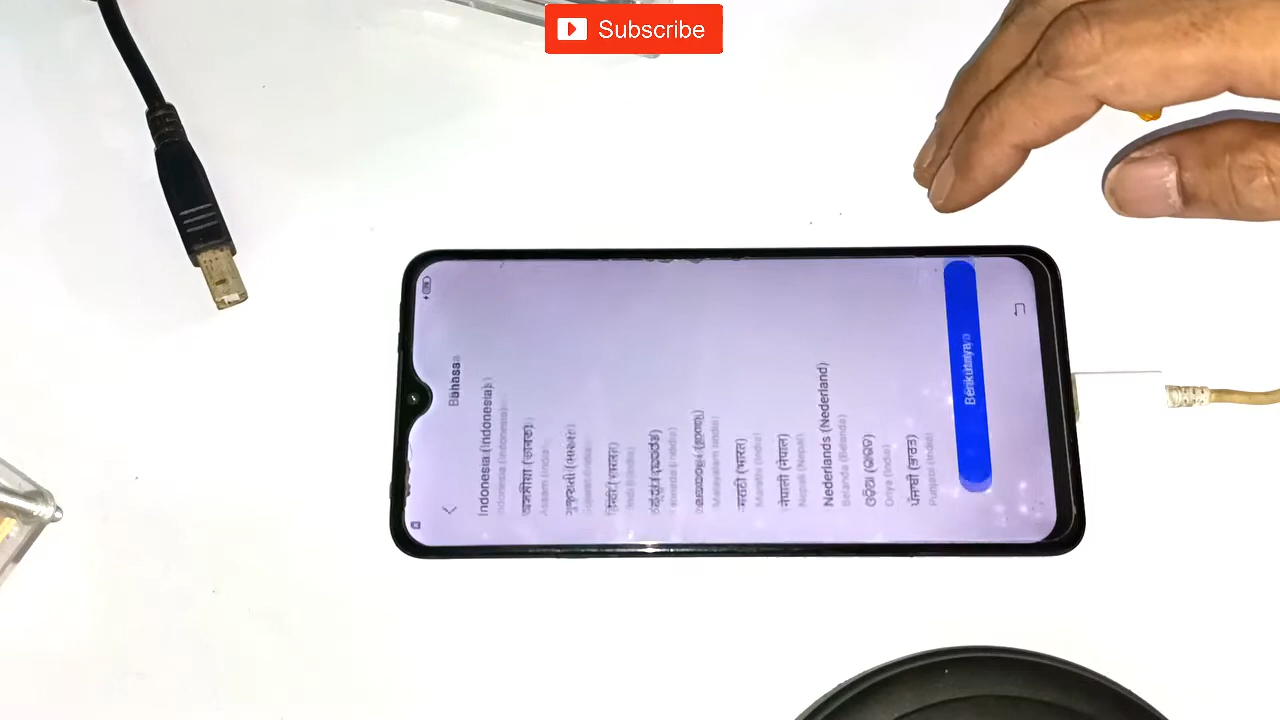 Subscribe
Bahasa
Indonesia (Indonesia)
Indonesia (Indonesia)
অসমীয়া
Assam (India)
ગુજરાતી (ભારત)
हिन्दी (भारत)
India)
ಕನ್ನಡ (ಭಾರತ)
Kannada (India)
മലയാളം (ഇന്ത്യ)
Malayalam (India)
मराठी (भारत)
Marathi (India)
नेपाली (नेपाल)
Nepali (Nepal)
Nederlands (Nederland)
Belanda (Belanda)
ଓଡ଼ିଆ (ଭାରତ)
Oriya (India)
ਪੰਜਾਬੀ (ਭਾਰਤ)
Punjabi (India)
Berikutnya